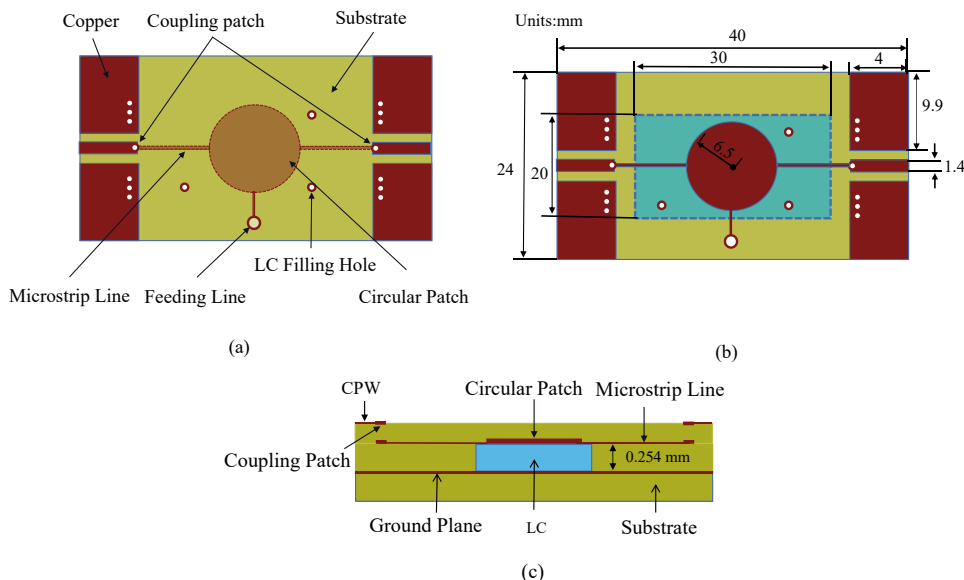 Copper
Coupling patch
Substrate
Microstrip Line
Feeding Line
LC Filling Hole
Circular Patch
(a)
Units:mm
40
30
4
9.9
24
20
6.5
1.4
(b)
CPW
Circular Patch
Microstrip Line
Coupling Patch
0.254 mm
Ground Plane
LC
Substrate
(c)